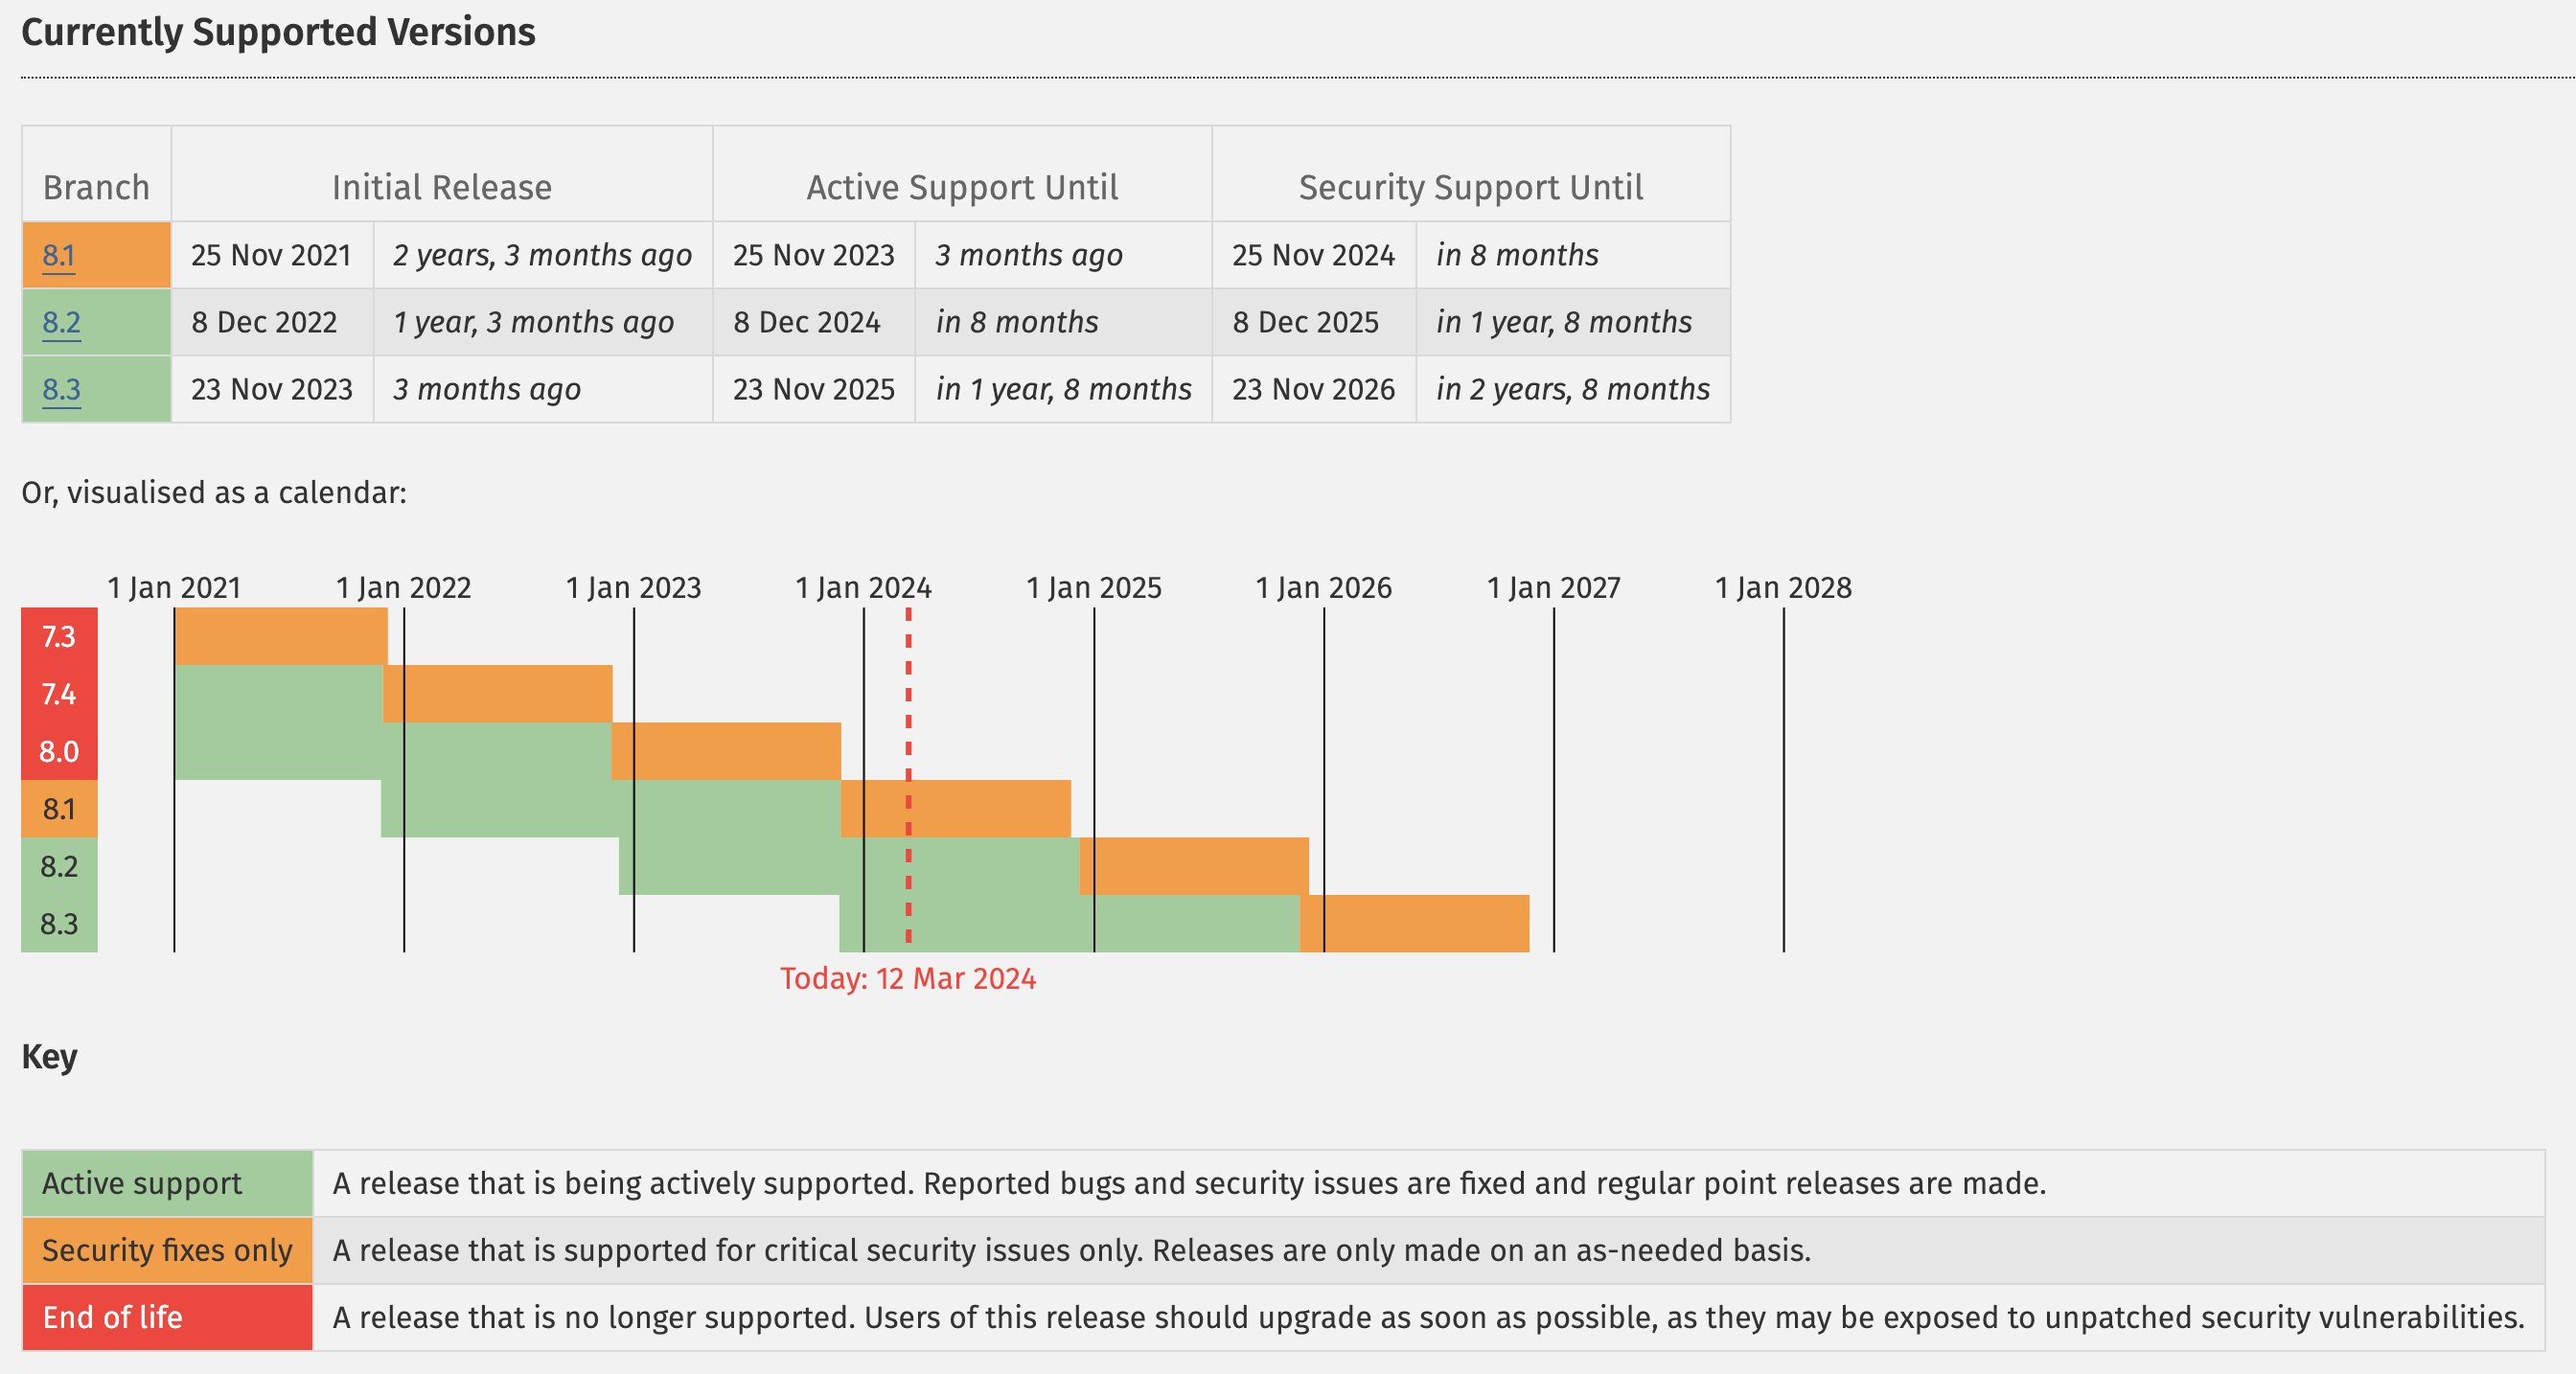 Currently Supported Versions
Branch Initial Release Active Support Until Security Support Until
8.1 25 Nov 2021 2 years, 3 months ago 25 Nov 2023 3 months ago 25 Nov 2024 in 8 months
8.2 8 Dec 2022 1 year, 3 months ago 8 Dec 2024 in 8 months 8 Dec 2025 in 1 year, 8 months
8.3 23 Nov 2023 3 months ago 23 Nov 2025 in 1 year, 8 months 23 Nov 2026 in 2 years, 8 months
Or, visualised as a calendar:
1 Jan 2021 1 Jan 2022 1 Jan 2023 1 Jan 2024 1 Jan 2025 1 Jan 2026 1 Jan 2027 1 Jan 2028
7.3
7.4
8.0
8.1
8.2
8.3
Today: 12 Mar 2024
Key
Active support A release that is being actively supported. Reported bugs and security issues are fixed and regular point releases are made.
Security fixes only A release that is supported for critical security issues only. Releases are only made on an as-needed basis.
End of life A release that is no longer supported. Users of this release should upgrade as soon as possible, as they may be exposed to unpatched security vulnerabilities.